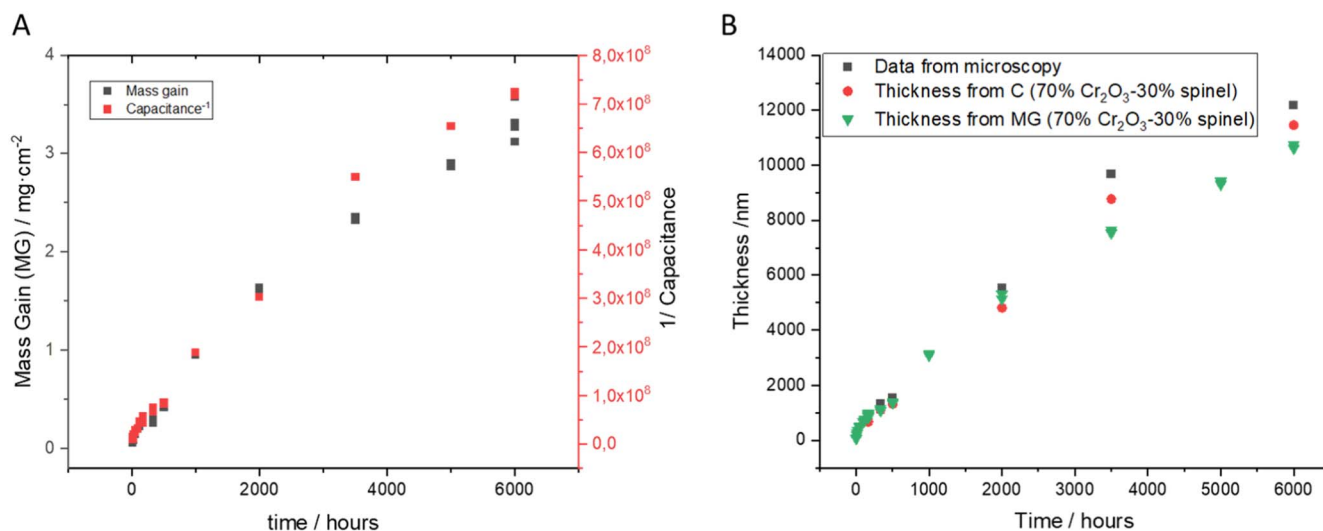 A
Mass Gain (MG) / mg·cm⁻²
4
3
2
1
0
Mass gain
Capacitance⁻¹
8,0x10⁸
7,0x10⁸
6,0x10⁸
5,0x10⁸
4,0x10⁸
3,0x10⁸
2,0x10⁸
1,0x10⁸
0,0
1/ Capacitance
0 2000 4000 6000
time / hours
B
Thickness /nm
14000
12000
10000
8000
6000
4000
2000
0
Data from microscopy
Thickness from C (70% Cr₂O₃-30% spinel)
Thickness from MG (70% Cr₂O₃-30% spinel)
0 1000 2000 3000 4000 5000 6000
Time / hours